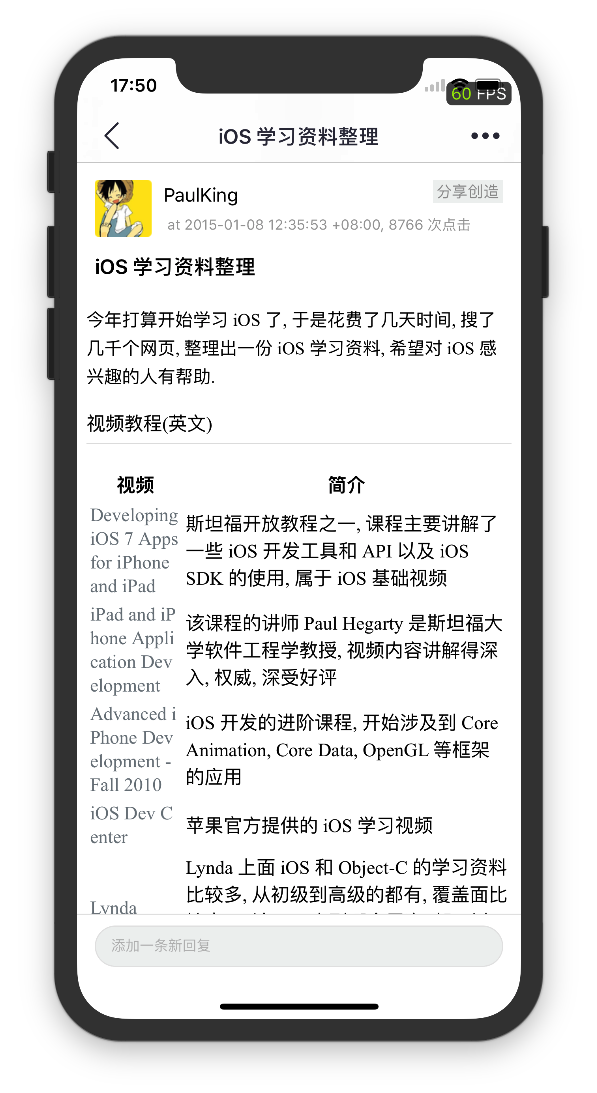 17:50
60 FPS
iOS 学习资料整理
PaulKing
分享创造
at 2015-01-08 12:35:53 +08:00, 8766 次点击
iOS 学习资料整理
今年打算开始学习 iOS 了, 于是花费了几天时间, 搜了
几千个网页, 整理出一份 iOS 学习资料, 希望对 iOS 感
兴趣的人有帮助.
视频教程(英文)
视频 简介
Developing
iOS 7 Apps
for iPhone
and iPad
斯坦福开放教程之一, 课程主要讲解了
一些 iOS 开发工具和 API 以及 iOS
SDK 的使用, 属于 iOS 基础视频
iPad and iP
hone Appli
cation Dev
elopment
该课程的讲师 Paul Hegarty 是斯坦福大
学软件工程学教授, 视频内容讲解得深
入, 权威, 深受好评
Advanced i
Phone Dev
elopment -
Fall 2010
iOS 开发的进阶课程, 开始涉及到 Core
Animation, Core Data, OpenGL 等框架
的应用
iOS Dev C
enter
苹果官方提供的 iOS 学习视频
Lynda
Lynda 上面 iOS 和 Object-C 的学习资料
比较多, 从初级到高级的都有, 覆盖面比
添加一条新回复